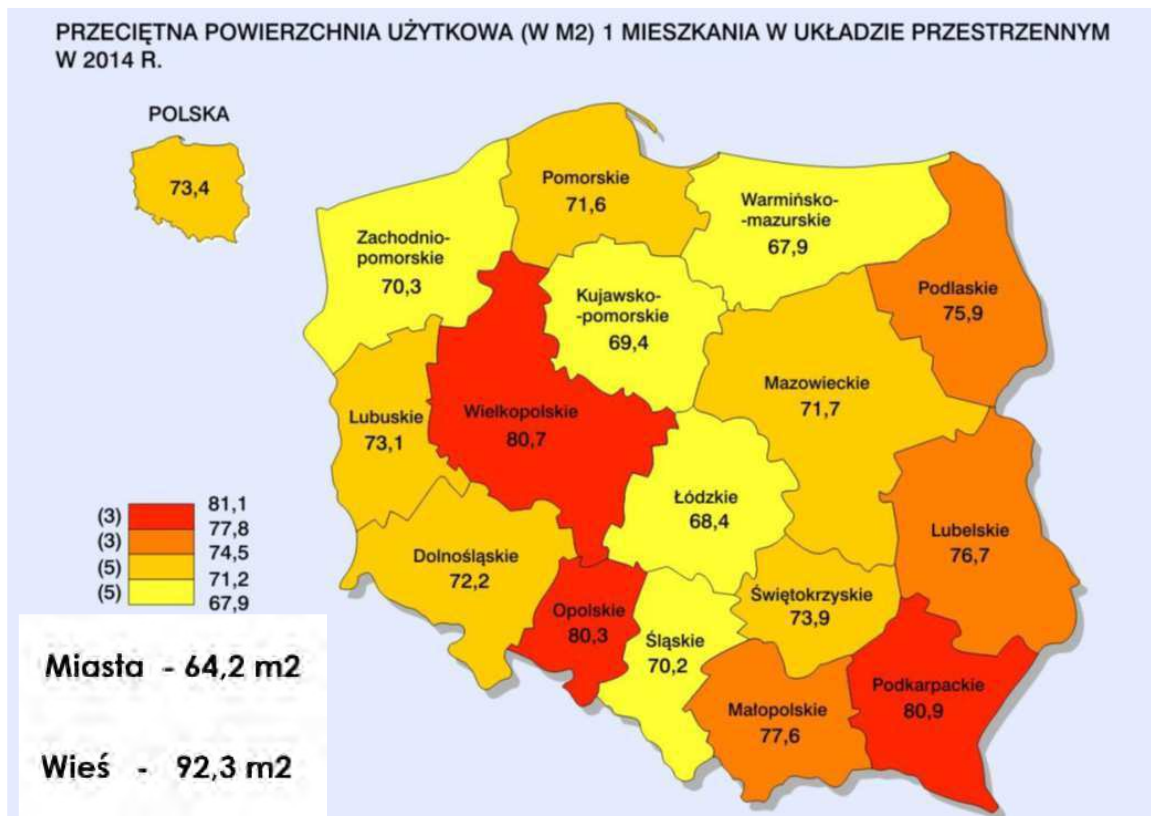 PRZECIĘTNA POWIERZCHNIA UŻYTKOWA (W M2) 1 MIESZKANIA W UKŁADZIE PRZESTRZENNYM
W 2014 R.
POLSKA
73,4
Pomorskie
71,6
Warmińsko-
-mazurskie
67,9
Zachodnio-
pomorskie
70,3
Podlaskie
75,9
Kujawsko-
-pomorskie
69,4
Mazowieckie
71,7
Lubuskie
73,1
Wielkopolskie
80,7
Łódzkie
68,4
Lubelskie
76,7
Dolnośląskie
72,2
Opolskie
80,3
Śląskie
70,2
Świętokrzyskie
73,9
Małopolskie
77,6
Podkarpackie
80,9
81,1
(3)
77,8
(3)
74,5
(5)
71,2
(5)
67,9
Miasta - 64,2 m2
Wieś - 92,3 m2